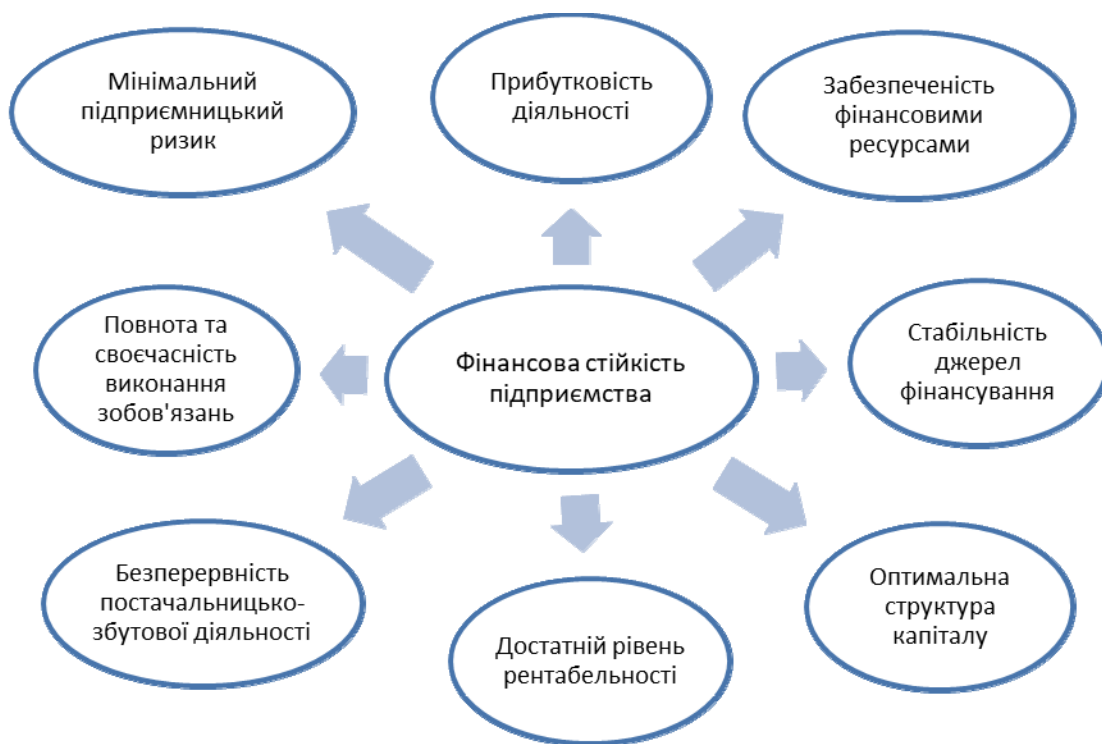 Мінімальний
підприємницький
ризик
Прибутковість
діяльності
Забезпеченість
фінансовими
ресурсами
Повнота та
своєчасність
виконання
зобов'язань
Фінансова стійкість
підприємства
Стабільність
джерел
фінансування
Безперервність
постачальницько-
збутової діяльності
Достатній рівень
рентабельності
Оптимальна
структура
капіталу